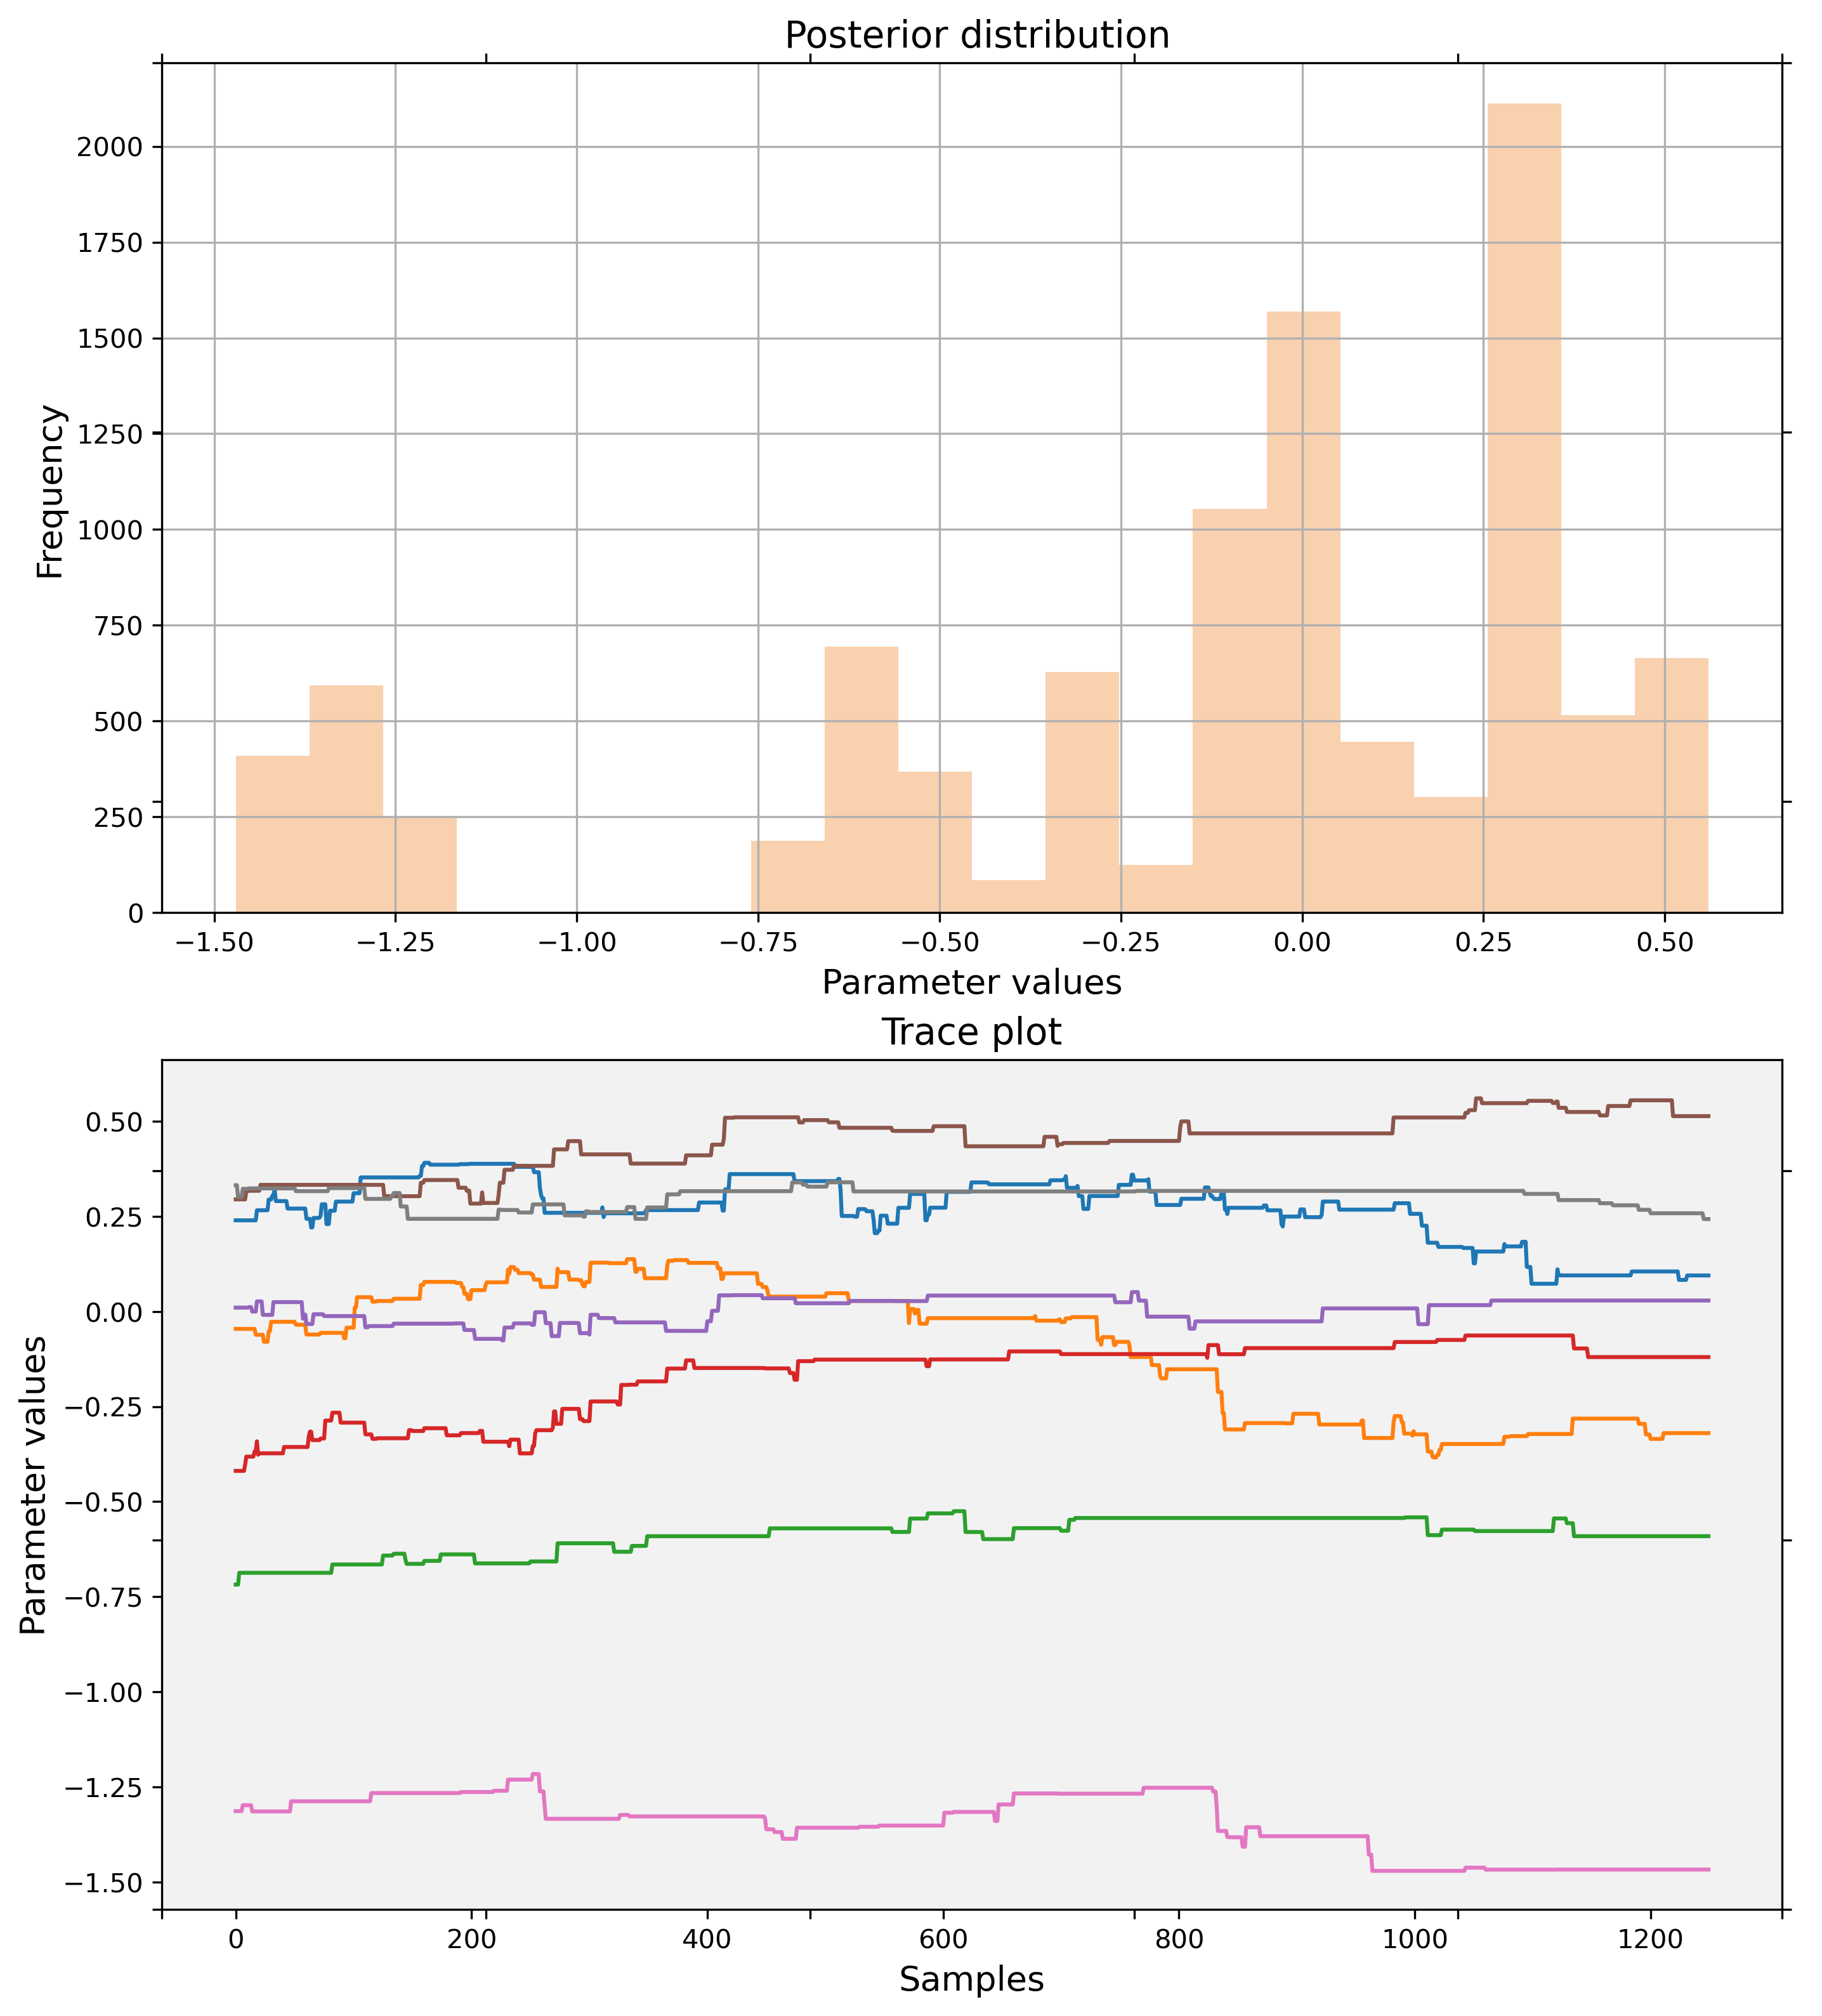 Posterior distribution
2000
1750
1500
1250
1000
750
500
250
0
Frequency
−1.50 −1.25 −1.00 −0.75 −0.50 −0.25 0.00 0.25 0.50
Parameter values
Trace plot
0.50
0.25
0.00
−0.25
−0.50
−0.75
−1.00
−1.25
−1.50
Parameter values
0 200 400 600 800 1000 1200
Samples